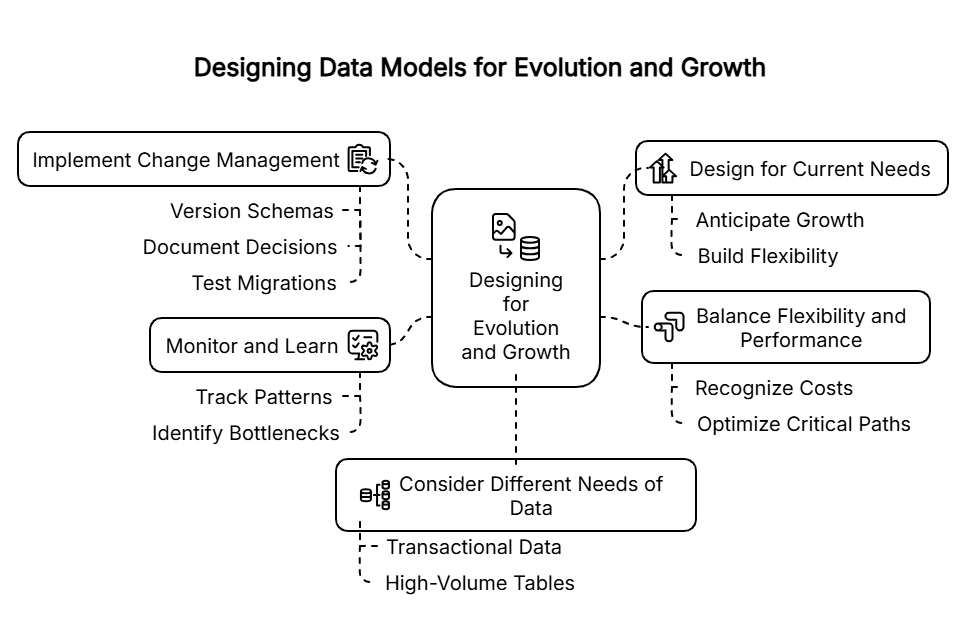 Designing Data Models for Evolution and Growth
Implement Change Management
Version Schemas
Document Decisions
Test Migrations
Monitor and Learn
Track Patterns
Identify Bottlenecks
Designing
for
Evolution
and Growth
Design for Current Needs
Anticipate Growth
Build Flexibility
Balance Flexibility and
Performance
Recognize Costs
Optimize Critical Paths
Consider Different Needs of
Data
Transactional Data
High-Volume Tables